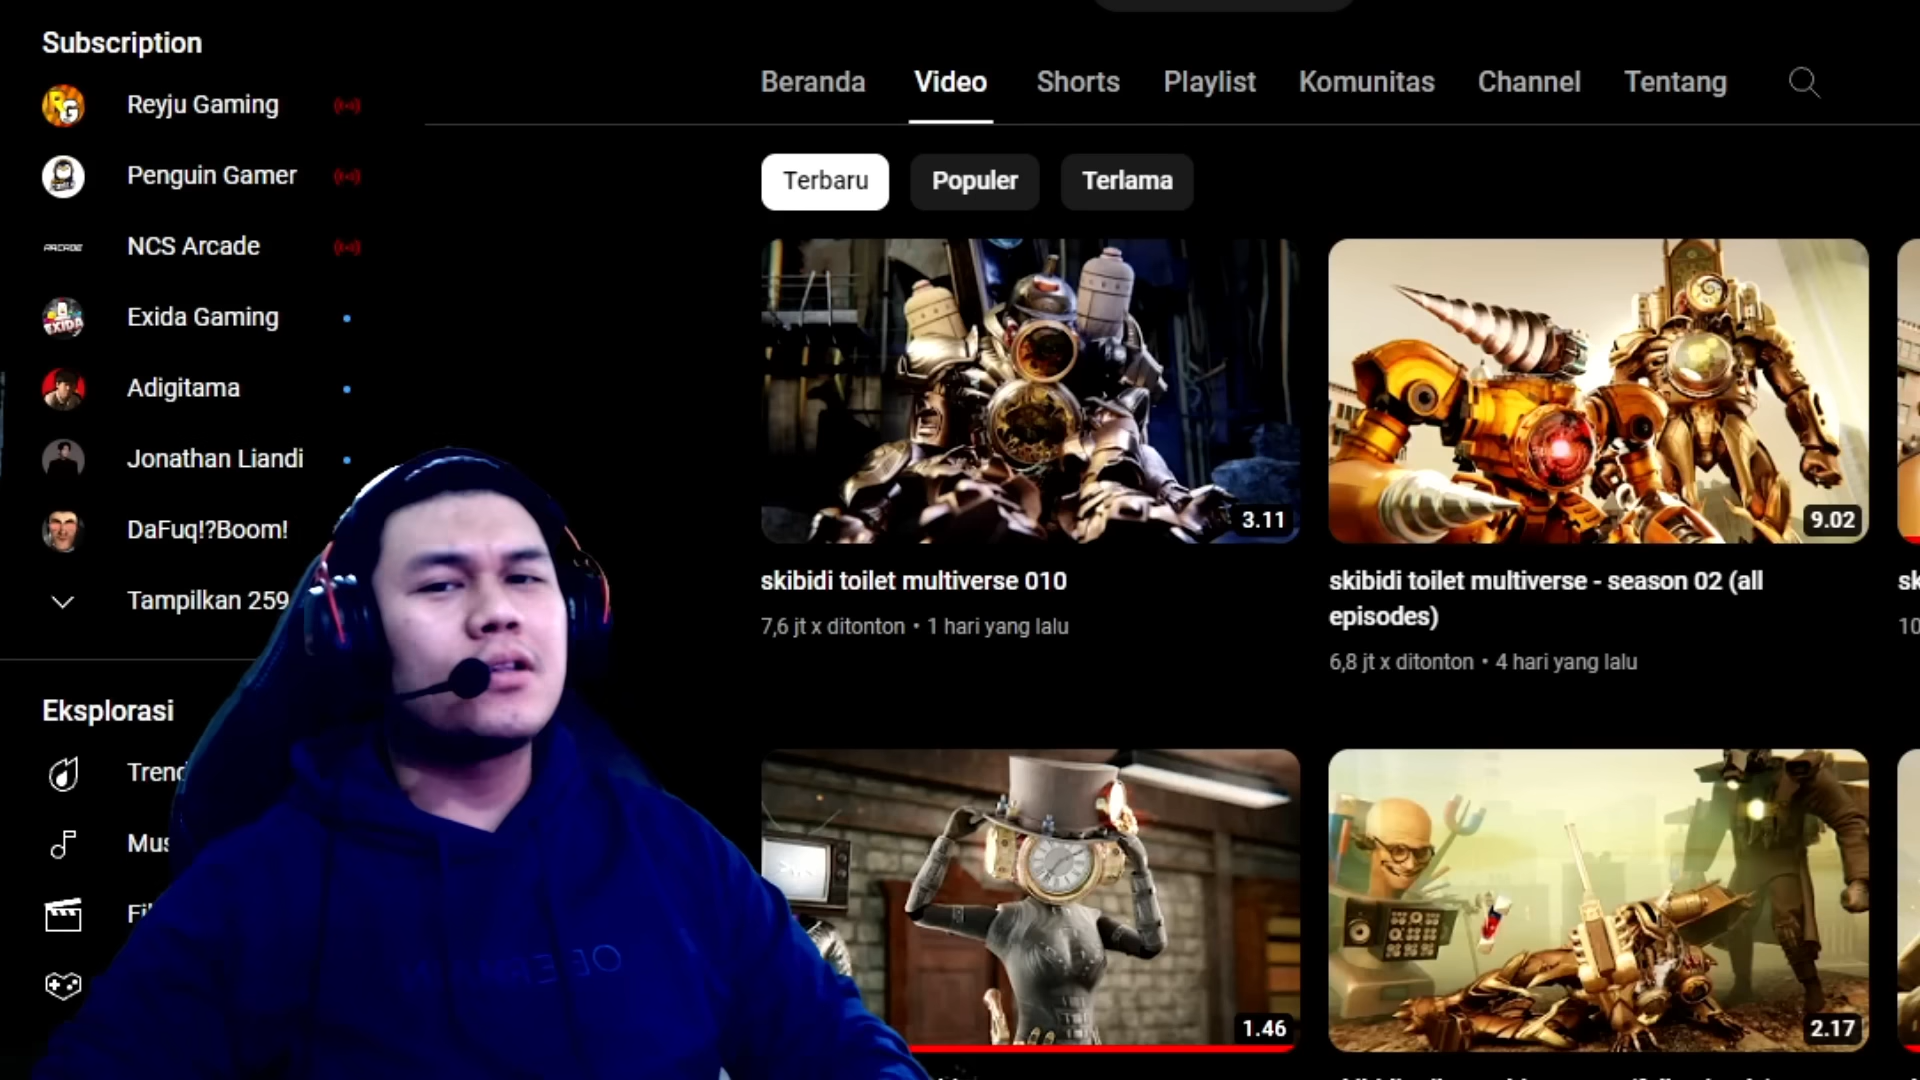 Subscription
Reyju Gaming
Penguin Gamer
NCS Arcade
Exida Gaming
Adigitama
Jonathan Liandi
DaFuq!?Boom!
Tampilkan 259
Eksplorasi
Beranda Video Shorts Playlist Komunitas Channel Tentang
Terbaru Populer Terlama
3.11
9.02
skibidi toilet multiverse 010
7,6 jt x ditonton • 1 hari yang lalu
skibidi toilet multiverse - season 02 (all
episodes)
6,8 jt x ditonton • 4 hari yang lalu
sk
10
1.46
2.17